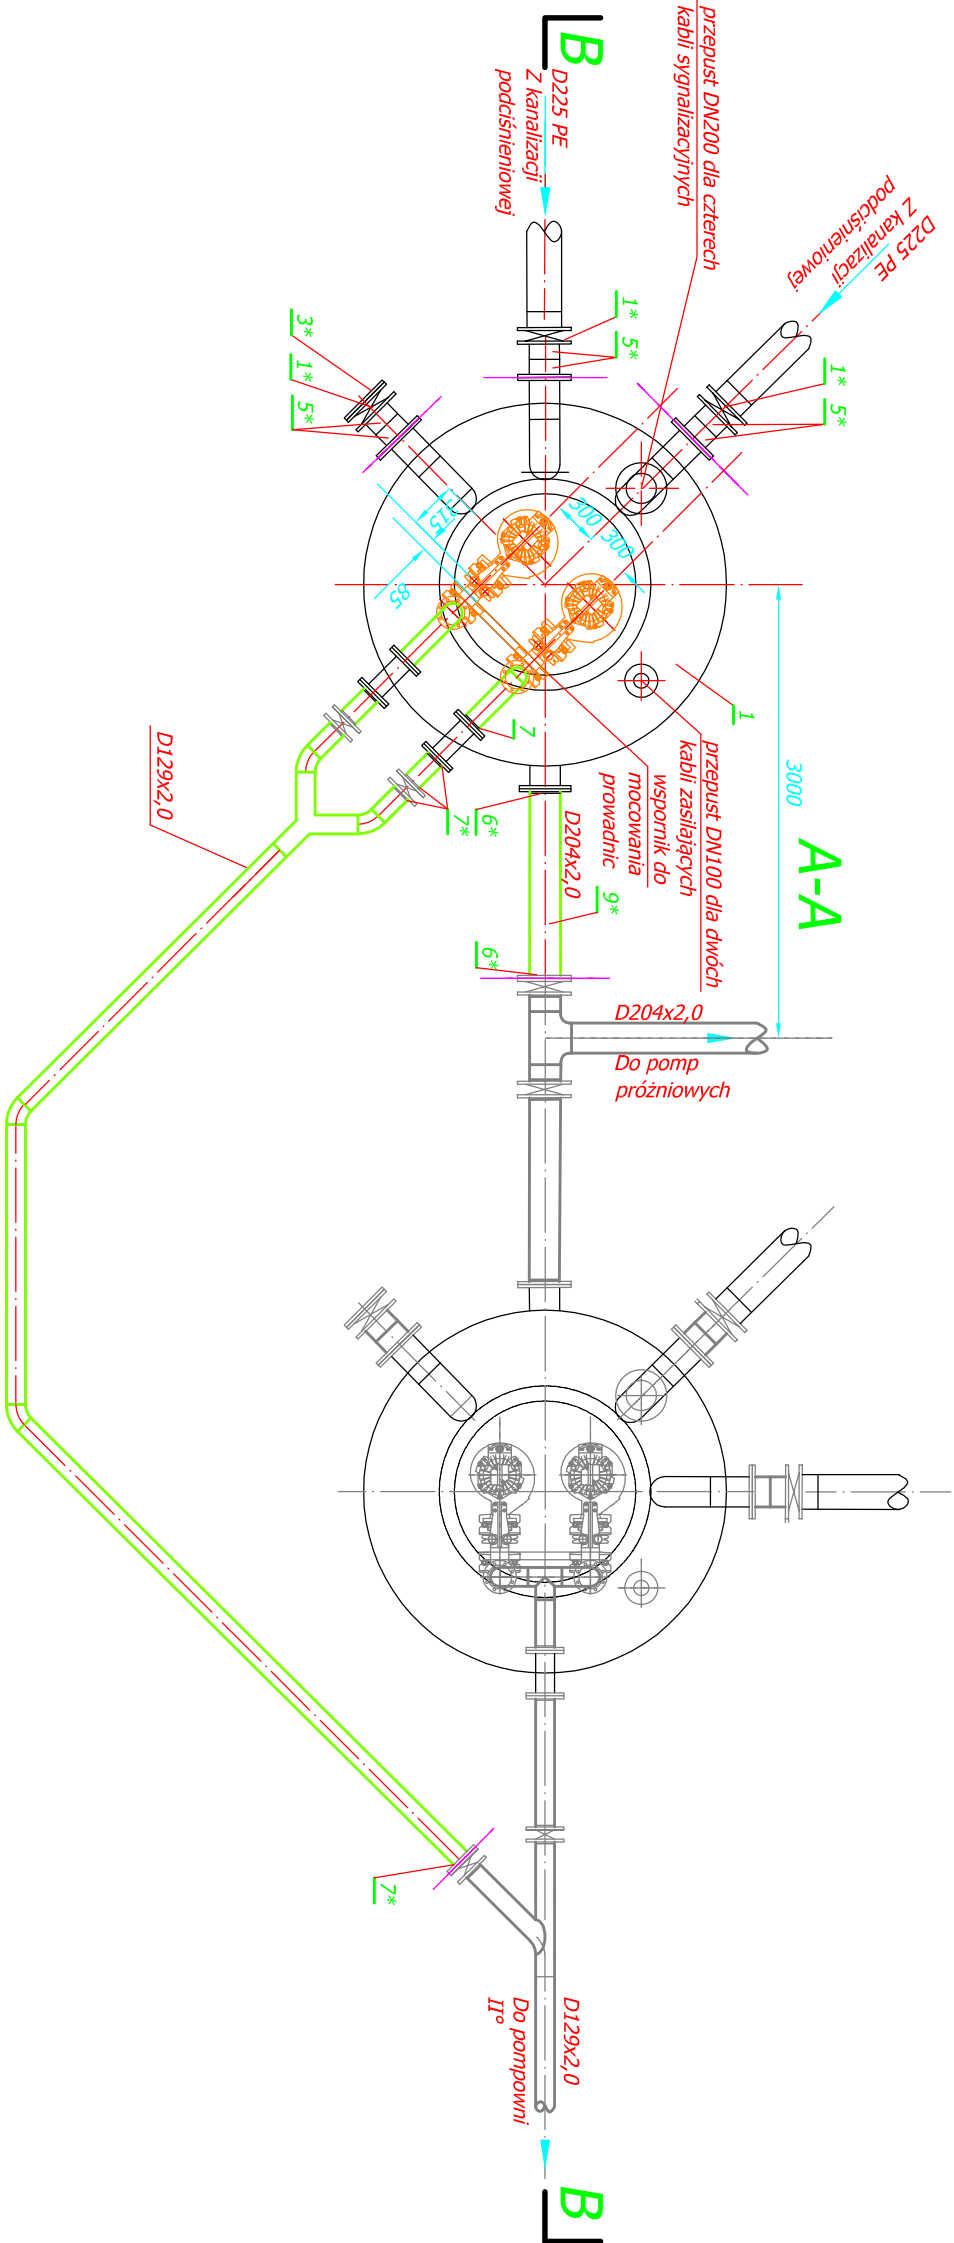 B
D225 PE
Z kanalizacji
podciśnieniowej
przepust DN200 dla czterech
kabli sygnalizacyjnych
D225 PE
Z kanalizacji
podciśnieniowej
1*
5*
1*
5*
3*
1*
5*
300
300
315
85
1
7
7*
6*
przepust DN100 dla dwóch
kabli zasilających
wspornik do
mocowania
prowadnic
3000
A-A
D204x2,0
9*
6*
D129x2,0
D204x2,0
Do pomp
próżniowych
7*
D129x2,0
Do pompowni
II°
B